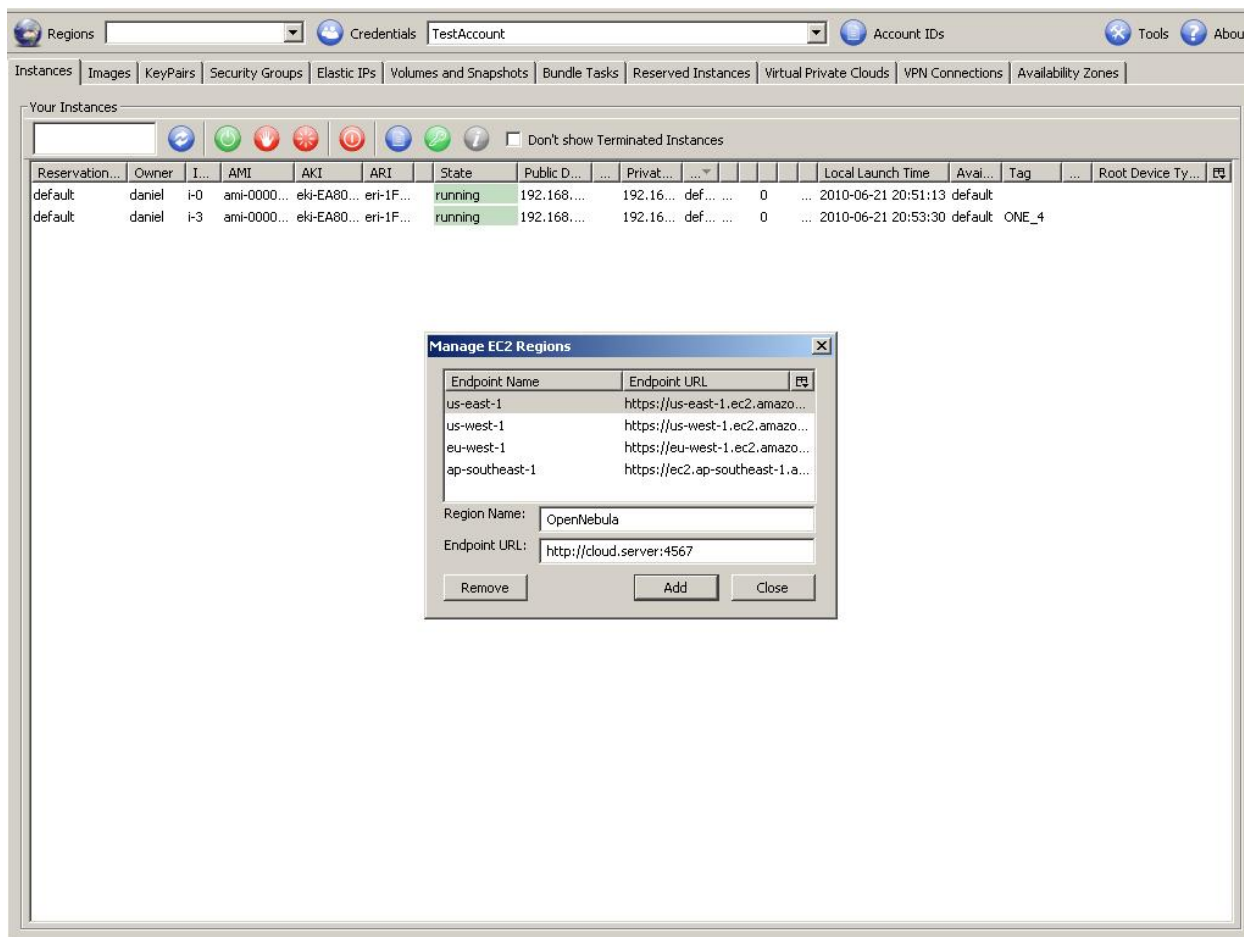 Regions Credentials TestAccount Account IDs Tools Abou
Instances Images KeyPairs Security Groups Elastic IPs Volumes and Snapshots Bundle Tasks Reserved Instances Virtual Private Clouds VPN Connections Availability Zones
Your Instances
Don't show Terminated Instances
Reservation... Owner I... AMI AKI ARI State Public D... ... Privat... ... Local Launch Time Avai... Tag ... Root Device Ty...
default daniel i-0 ami-0000... eki-EA80... eri-1F... running 192.168.... 192.16... def... ... 0 ... 2010-06-21 20:51:13 default
default daniel i-3 ami-0000... eki-EA80... eri-1F... running 192.168.... 192.16... def... ... 0 ... 2010-06-21 20:53:30 default ONE_4
Manage EC2 Regions
Endpoint Name Endpoint URL
us-east-1 https://us-east-1.ec2.amazo...
us-west-1 https://us-west-1.ec2.amazo...
eu-west-1 https://eu-west-1.ec2.amazo...
ap-southeast-1 https://ec2.ap-southeast-1.a...
Region Name: OpenNebula
Endpoint URL: http://cloud.server:4567
Remove Add Close